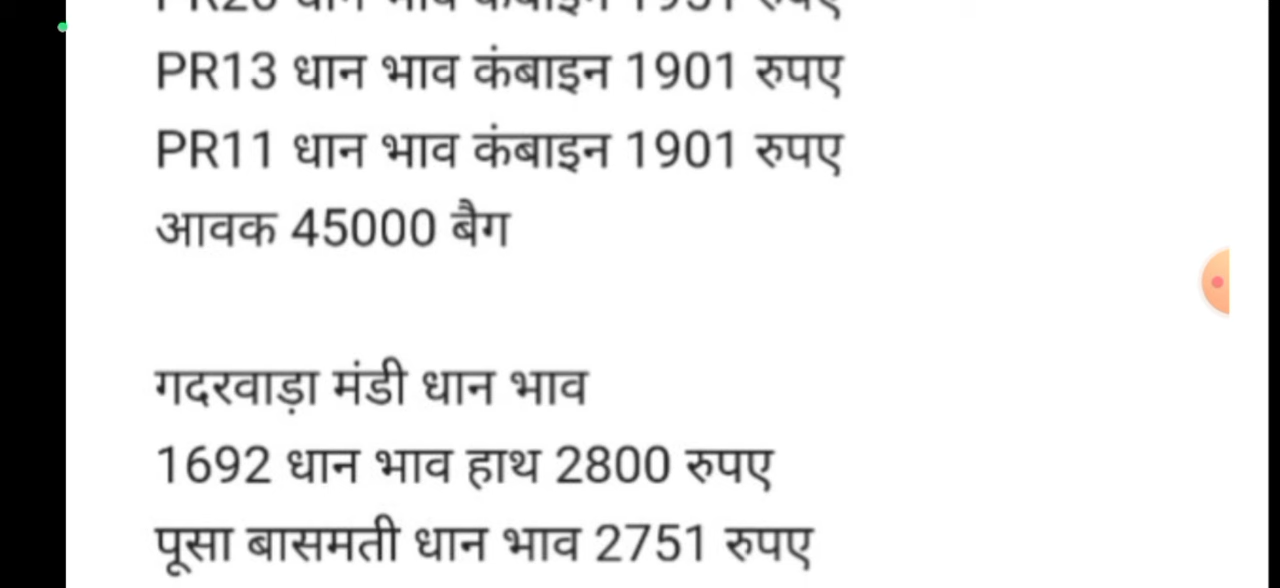 PR13 धान भाव कंबाइन 1901 रुपए
PR11 धान भाव कंबाइन 1901 रुपए
आवक 45000 बैग
गदरवाड़ा मंडी धान भाव
1692 धान भाव हाथ 2800 रुपए
पूसा बासमती धान भाव 2751 रुपए